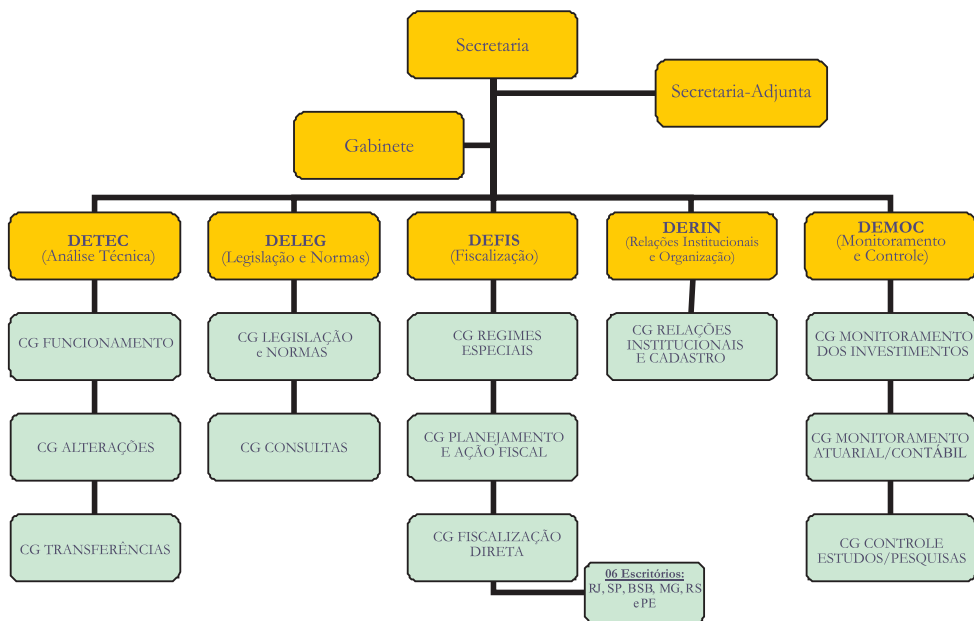 Secretaria
Secretaria-Adjunta
Gabinete
DETEC
(Análise Técnica)
DELEG
(Legislação e Normas)
DEFIS
(Fiscalização)
DERIN
(Relações Institucionais
e Organização)
DEMOC
(Monitoramento
e Controle)
CG FUNCIONAMENTO
CG LEGISLAÇÃO
e NORMAS
CG REGIMES
ESPECIAIS
CG RELAÇÕES
INSTITUCIONAIS
E CADASTRO
CG MONITORAMENTO
DOS INVESTIMENTOS
CG ALTERAÇÕES
CG CONSULTAS
CG PLANEJAMENTO
E AÇÃO FISCAL
CG MONITORAMENTO
ATUARIAL/CONTÁBIL
CG TRANSFERÊNCIAS
CG FISCALIZAÇÃO
DIRETA
CG CONTROLE
ESTUDOS/PESQUISAS
06 Escritórios:
RJ, SP, BSB, MG, RS
e PE